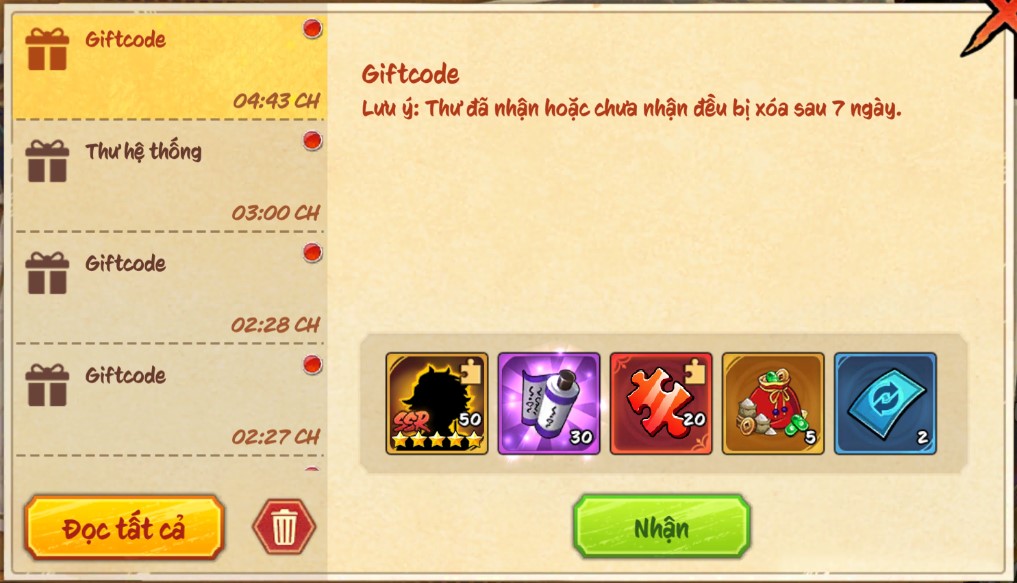 Giftcode
04:43 CH
Thư hệ thống
03:00 CH
Giftcode
02:28 CH
Giftcode
02:27 CH
Đọc tất cả
Giftcode
Lưu ý: Thư đã nhận hoặc chưa nhận đều bị xóa sau 7 ngày.
SSR
50
30
20
5
2
Nhận